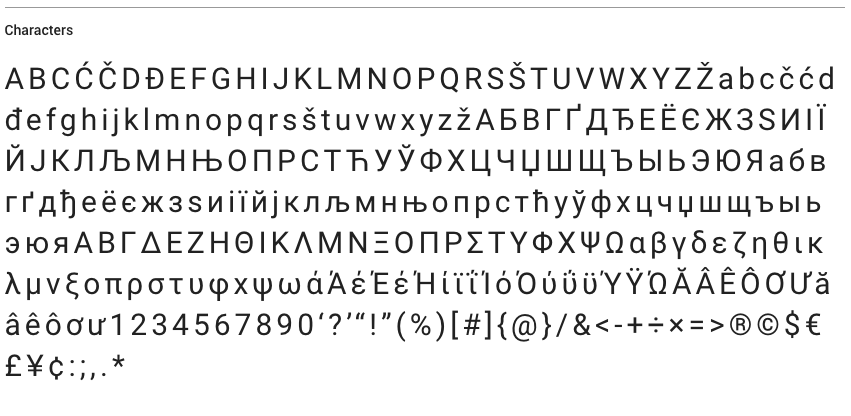 Characters
ABCĆČDĐEFGHIJKLMNOPQRSŠTUVWXYZŽabcčćd
đefghijklmnopqrsštuvwxyzžАБВГҐДЂЕЁЄЖЗЅИІЇ
ЙЈКЛЉМНЊОПРСТЋУЎФХЦЧЏШЩЪЫЬЭЮЯабв
гґдђеёєжзѕиіїйјклљмнњопрстћуўфхцчџшщъыь
эюяΑΒΓΔΕΖΗΘΙΚΛΜΝΞΟΠΡΣΤΥΦΧΨΩαβγδεζηθικ
λμνξοπρστυφχψωάΆέΈέΉίϊΐΊόΌύΰϋΎΫΏĂÂÊÔƠƯă
âêôơư1234567890‘?’“!”(%)[#]{@}/&<-+÷×=>®©$€
£¥¢:;,.*